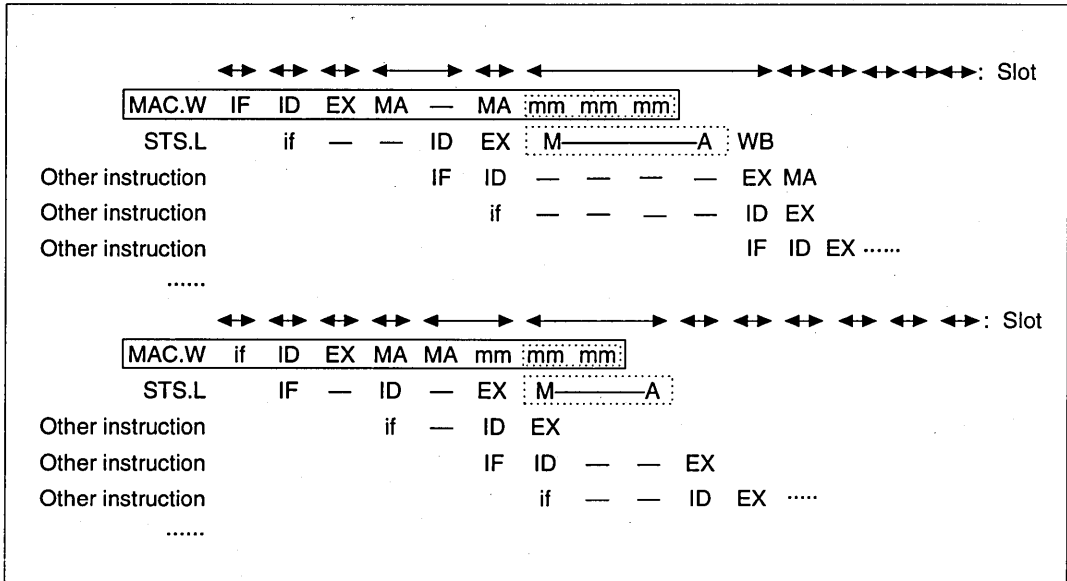 : Slot
MAC.W IF ID EX MA — MA mm mm mm
STS.L if — — ID EX M————A WB
Other instruction IF ID — — — — EX MA
Other instruction if — — — — ID EX
Other instruction IF ID EX ......
......
: Slot
MAC.W if ID EX MA MA mm mm mm
STS.L IF — ID — EX M———A
Other instruction if — ID EX
Other instruction IF ID — — EX
Other instruction if — — ID EX .....
......